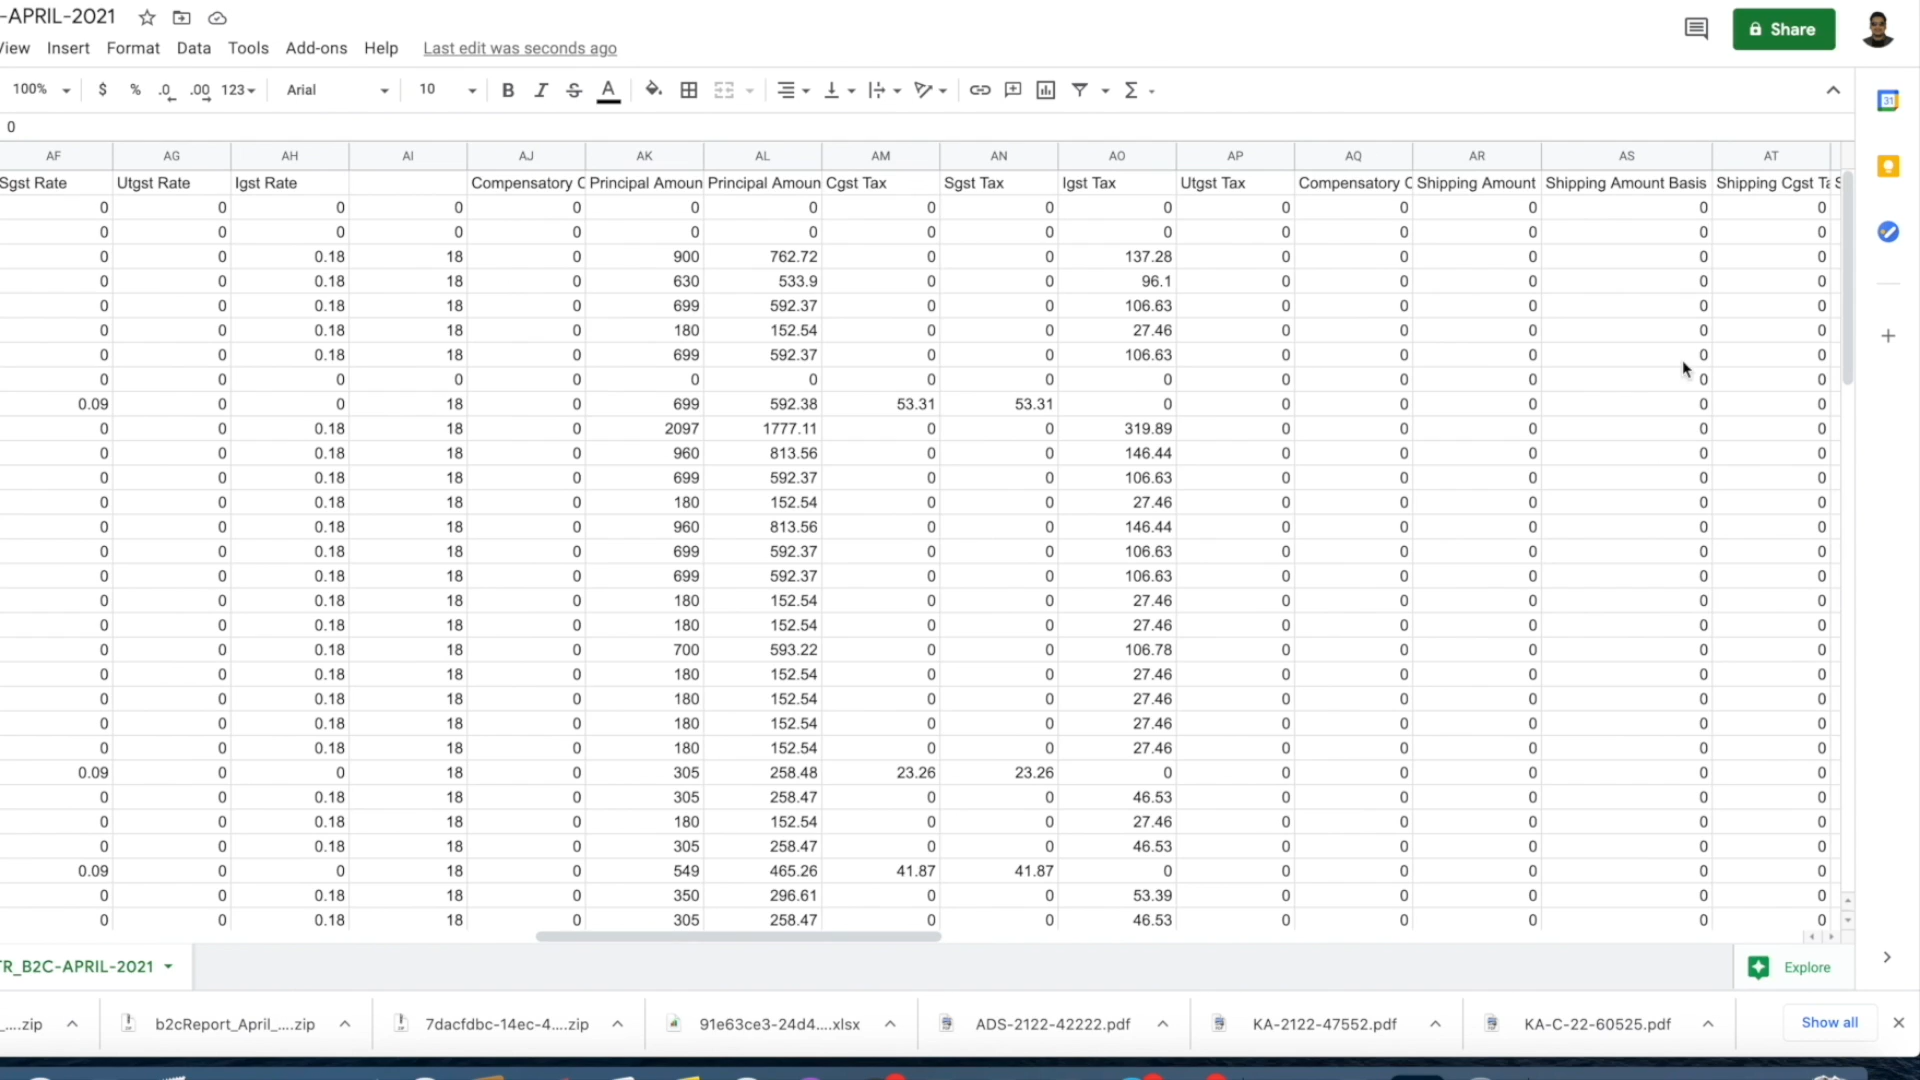 -APRIL-2021
View Insert Format Data Tools Add-ons Help Last edit was seconds ago
Share
100% $ % .0 .00 123 Arial 10 B I S A Σ
31
0
AF AG AH AI AJ AK AL AM AN AO AP AQ AR AS AT
Sgst Rate Utgst Rate Igst Rate Compensatory C Principal Amoun Principal Amoun Cgst Tax Sgst Tax Igst Tax Utgst Tax Compensatory C Shipping Amount Shipping Amount Basis Shipping Cgst Ta S
0 0 0 0 0 0 0 0 0 0 0 0 0 0 0
0 0 0 0 0 0 0 0 0 0 0 0 0 0 0
0 0 0.18 18 0 900 762.72 0 0 137.28 0 0 0 0 0
0 0 0.18 18 0 630 533.9 0 0 96.1 0 0 0 0 0
0 0 0.18 18 0 699 592.37 0 0 106.63 0 0 0 0 0
0 0 0.18 18 0 180 152.54 0 0 27.46 0 0 0 0 0
0 0 0.18 18 0 699 592.37 0 0 106.63 0 0 0 0 0
0 0 0 0 0 0 0 0 0 0 0 0 0 0 0
0.09 0 0 18 0 699 592.38 53.31 53.31 0 0 0 0 0 0
0 0 0.18 18 0 2097 1777.11 0 0 319.89 0 0 0 0 0
0 0 0.18 18 0 960 813.56 0 0 146.44 0 0 0 0 0
0 0 0.18 18 0 699 592.37 0 0 106.63 0 0 0 0 0
0 0 0.18 18 0 180 152.54 0 0 27.46 0 0 0 0 0
0 0 0.18 18 0 960 813.56 0 0 146.44 0 0 0 0 0
0 0 0.18 18 0 699 592.37 0 0 106.63 0 0 0 0 0
0 0 0.18 18 0 699 592.37 0 0 106.63 0 0 0 0 0
0 0 0.18 18 0 180 152.54 0 0 27.46 0 0 0 0 0
0 0 0.18 18 0 180 152.54 0 0 27.46 0 0 0 0 0
0 0 0.18 18 0 700 593.22 0 0 106.78 0 0 0 0 0
0 0 0.18 18 0 180 152.54 0 0 27.46 0 0 0 0 0
0 0 0.18 18 0 180 152.54 0 0 27.46 0 0 0 0 0
0 0 0.18 18 0 180 152.54 0 0 27.46 0 0 0 0 0
0 0 0.18 18 0 180 152.54 0 0 27.46 0 0 0 0 0
0.09 0 0 18 0 305 258.48 23.26 23.26 0 0 0 0 0 0
0 0 0.18 18 0 305 258.47 0 0 46.53 0 0 0 0 0
0 0 0.18 18 0 180 152.54 0 0 27.46 0 0 0 0 0
0 0 0.18 18 0 305 258.47 0 0 46.53 0 0 0 0 0
0.09 0 0 18 0 549 465.26 41.87 41.87 0 0 0 0 0 0
0 0 0.18 18 0 350 296.61 0 0 53.39 0 0 0 0 0
0 0 0.18 18 0 305 258.47 0 0 46.53 0 0 0 0 0
TR_B2C-APRIL-2021 Explore
_....zip b2cReport_April_....zip 7dacfdbc-14ec-4....zip 91e63ce3-24d4....xlsx ADS-2122-42222.pdf KA-2122-47552.pdf KA-C-22-60525.pdf Show all